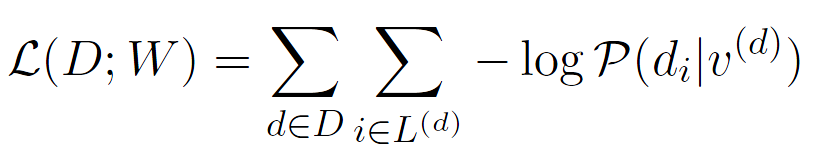 ℒ(D; W) = ∑_{d∈D} ∑_{i∈L^{(d)}} − log 𝒫(d_i|v^{(d)})